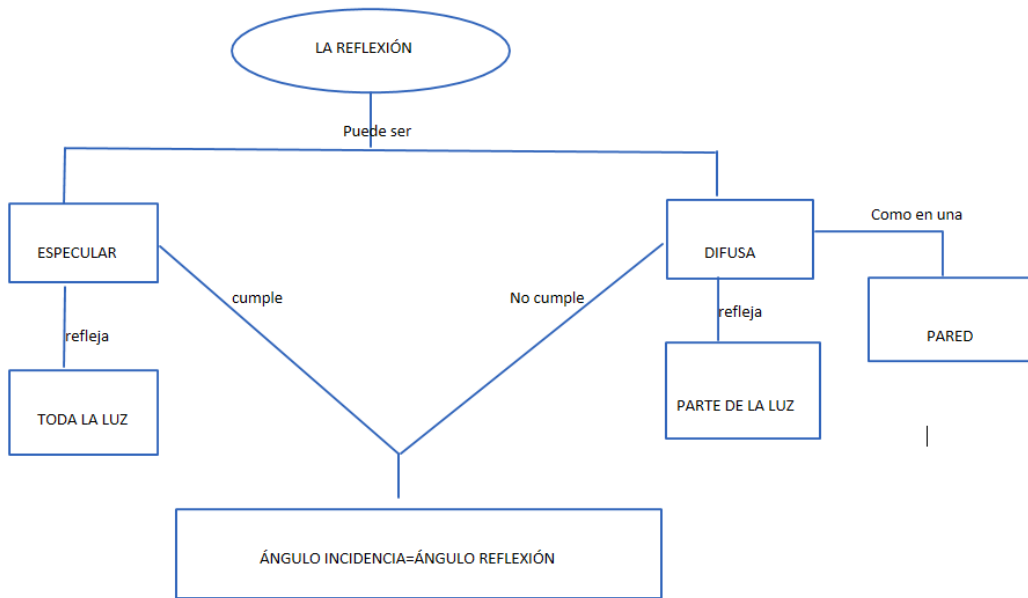 LA REFLEXIÓN
Puede ser
ESPECULAR
DIFUSA
Como en una
cumple
No cumple
refleja
refleja
PARED
TODA LA LUZ
PARTE DE LA LUZ
ÁNGULO INCIDENCIA=ÁNGULO REFLEXIÓN